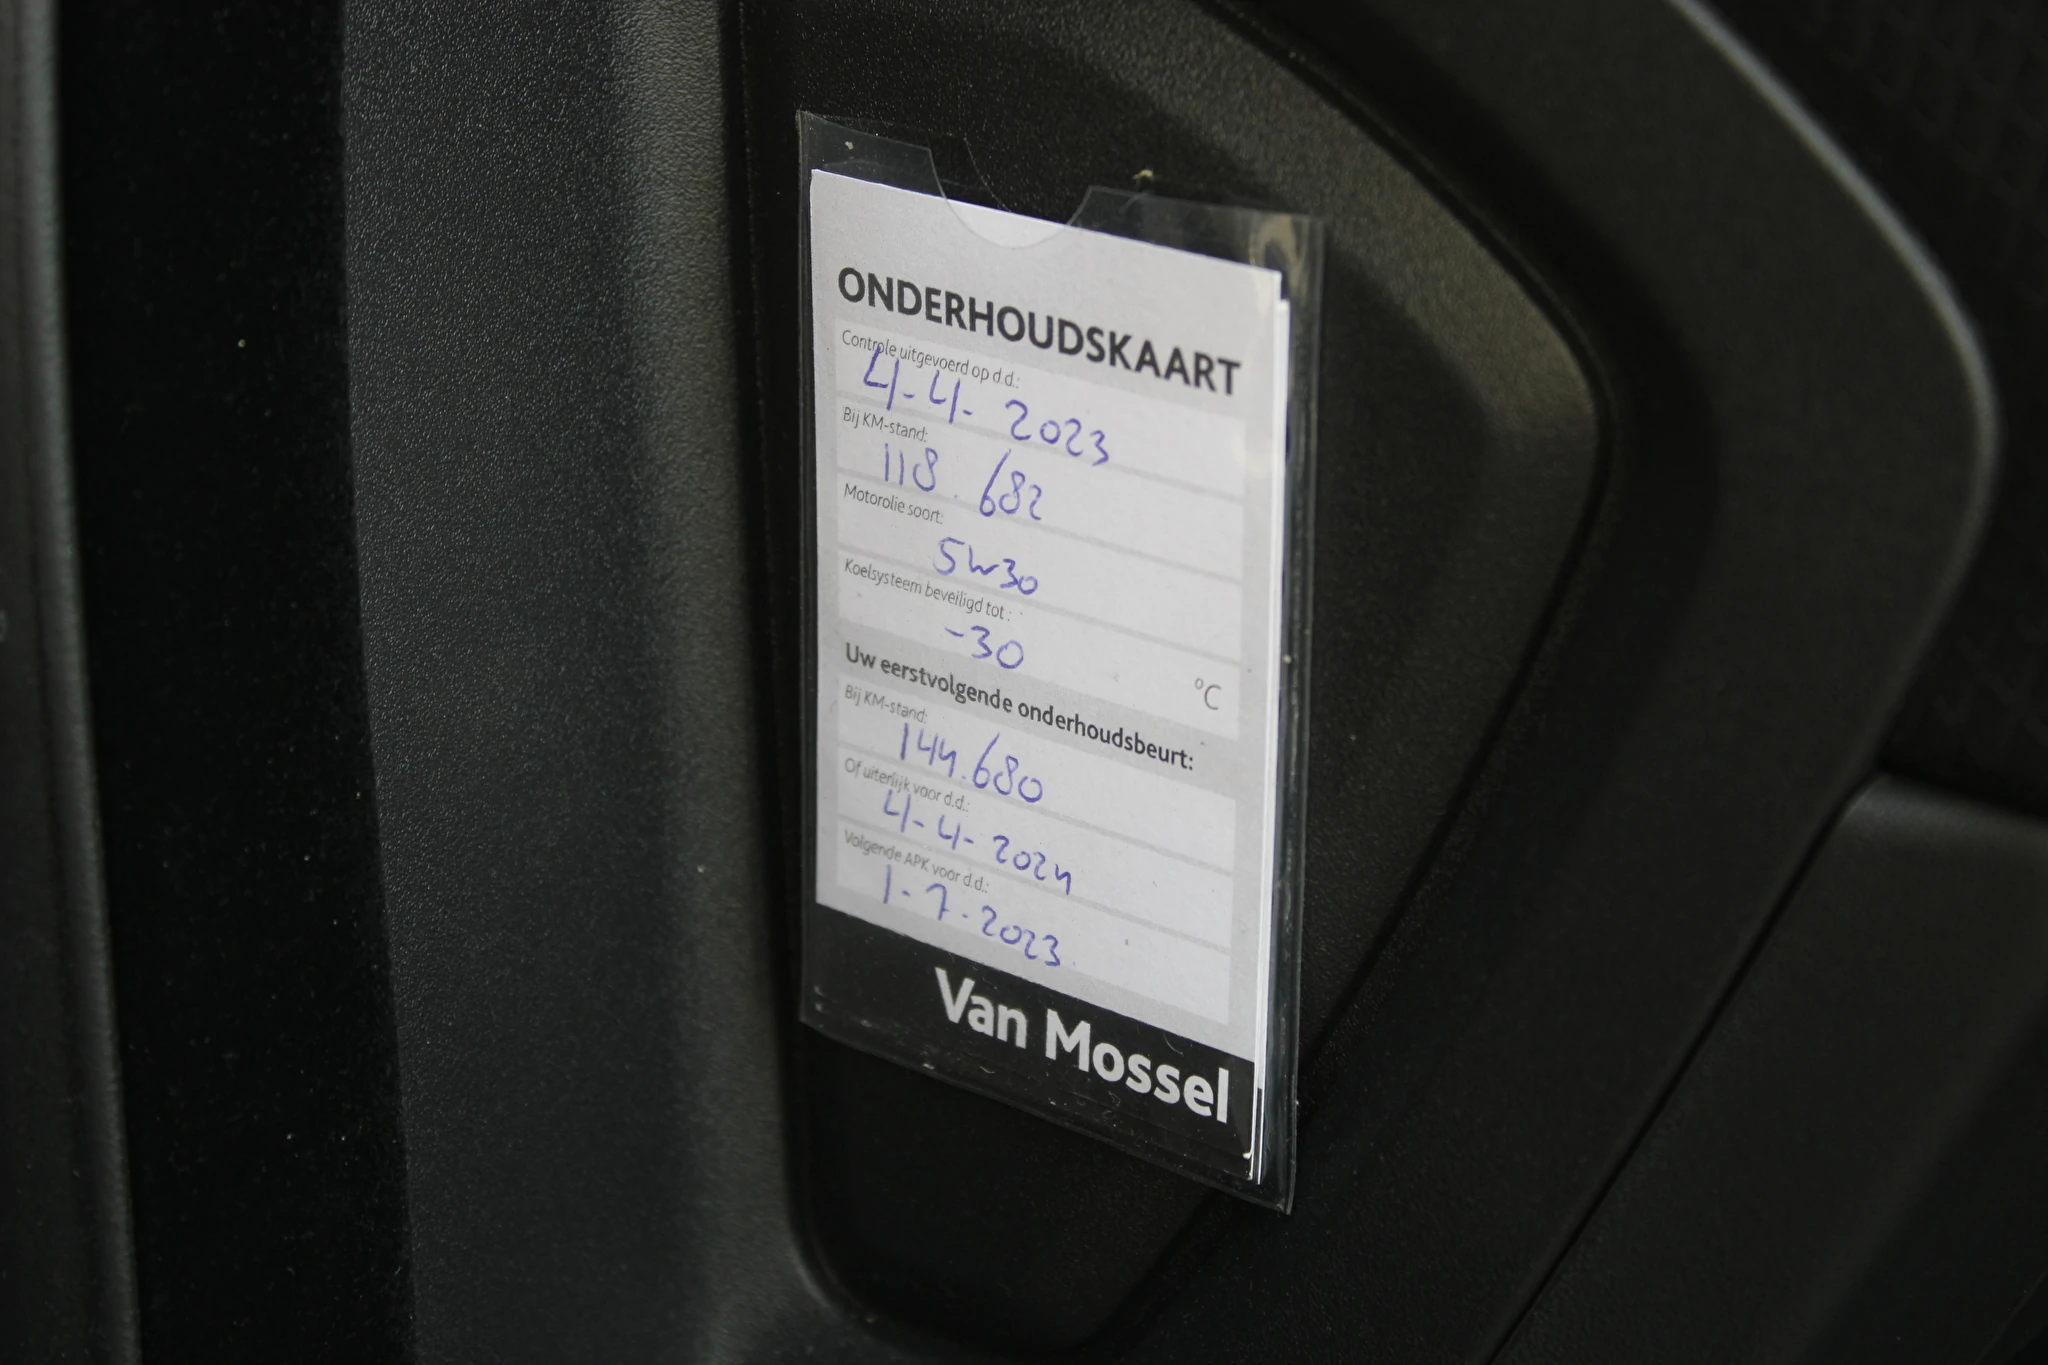 ONDERHOUDSKAART
Controle uitgevoerd op d.d.:
4-4-2023
Bij KM-stand:
118.682
Motorolie soort:
5W30
Koelsysteem beveiligd tot :
-30 °C
Uw eerstvolgende onderhoudsbeurt:
Bij KM-stand:
144.680
Of uiterlijk voor d.d.:
4-4-2024
Volgende APK voor d.d.:
1-7-2023.
Van Mossel